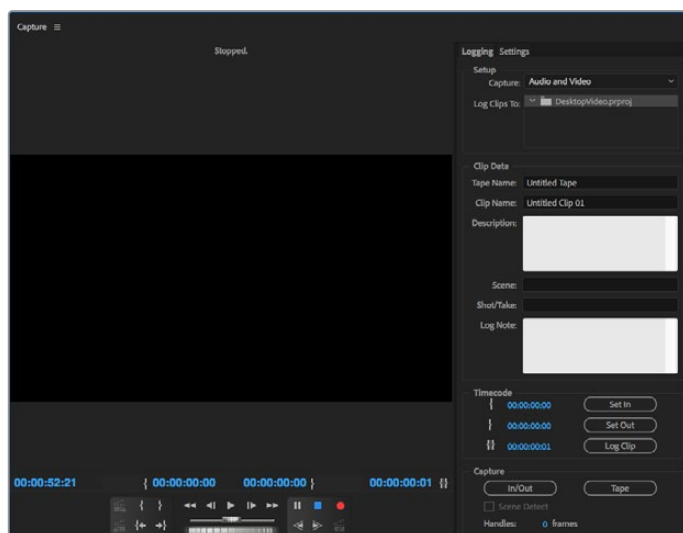 Capture
Stopped.
Logging Settings
Setup
Capture: Audio and Video
Log Clips To: DesktopVideo.prproj
Clip Data
Tape Name: Untitled Tape
Clip Name: Untitled Clip 01
Description:
Scene:
Shot/Take:
Log Note:
Timecode
{ 00:00:00:00 Set In
} 00:00:00:00 Set Out
{} 00:00:00:01 Log Clip
Capture
00:00:52:21 { 00:00:00:00 00:00:00:00 } 00:00:00:01 {}
In/Out Tape
Scene Detect
Handles: 0 frames